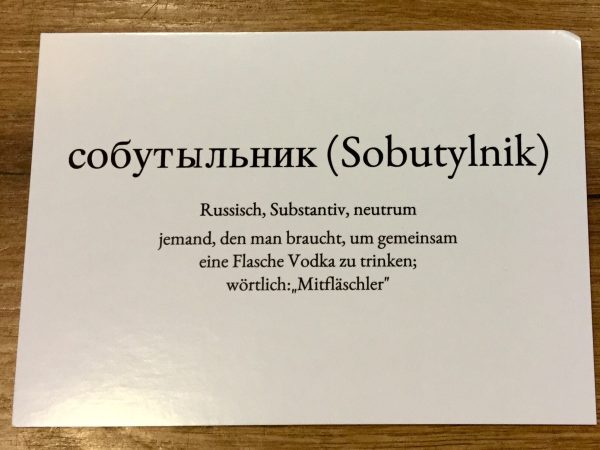 собутыльник (Sobutylnik)
Russisch, Substantiv, neutrum
jemand, den man braucht, um gemeinsam
eine Flasche Vodka zu trinken;
wörtlich:„Mitfläschler"